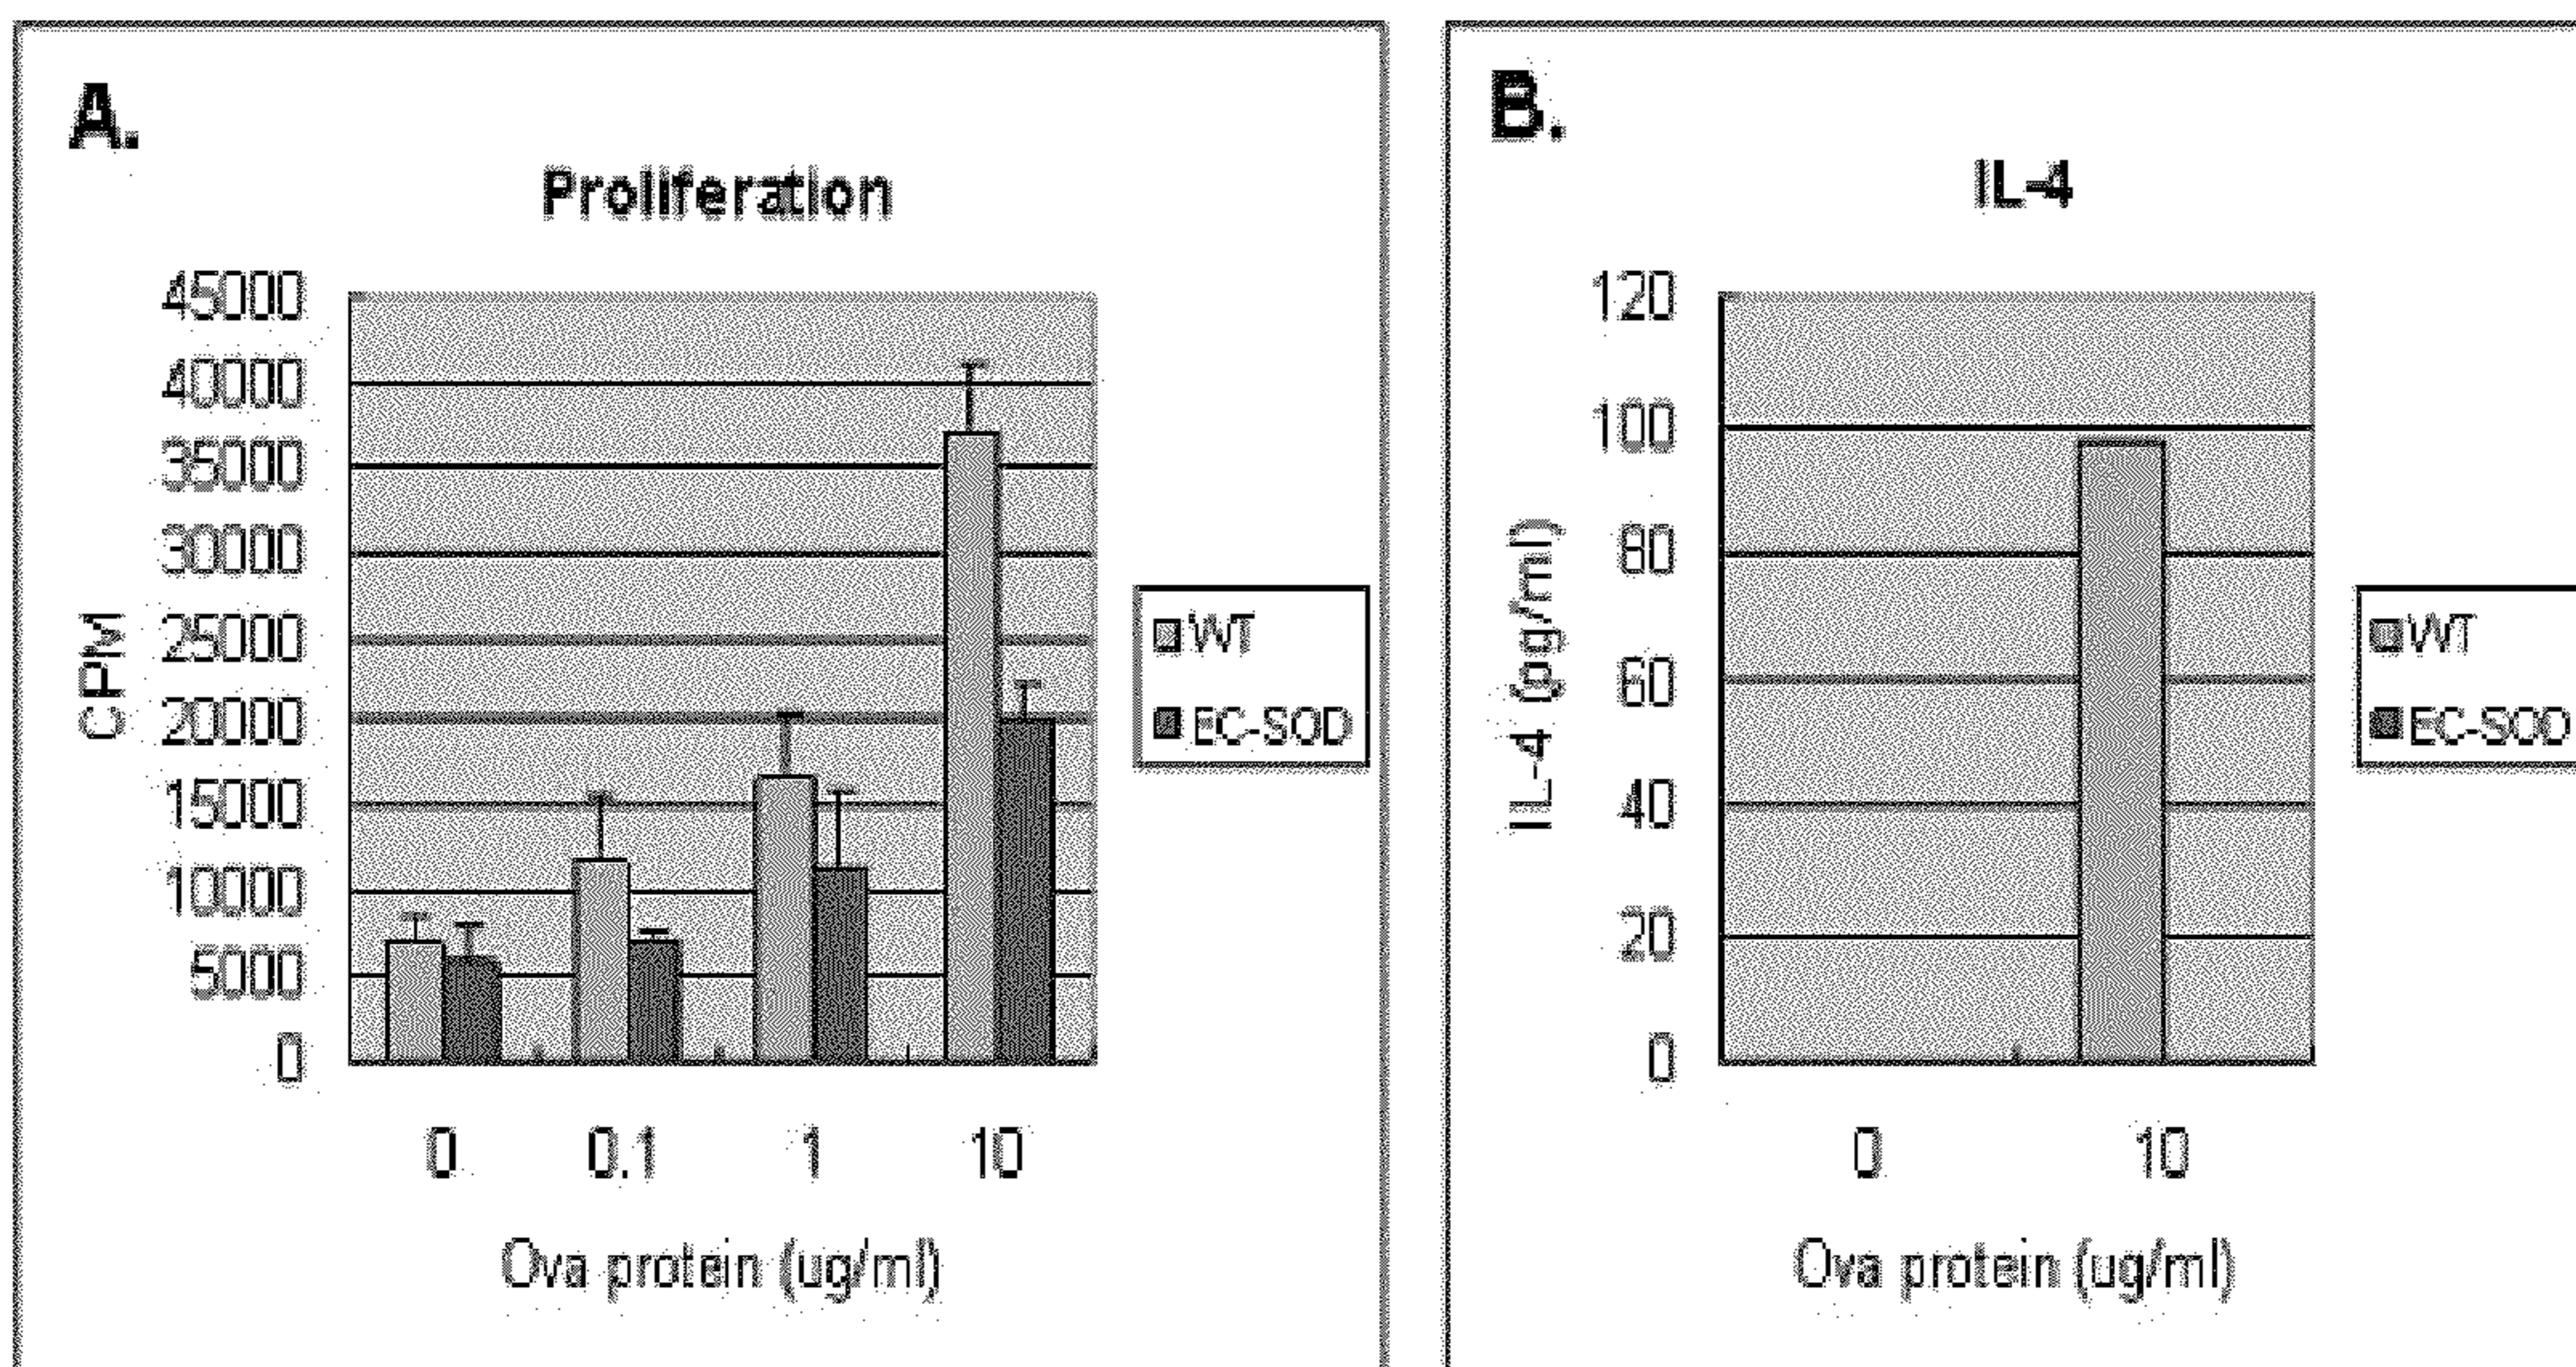 A.
Proliferation
45000
40000
35000
30000
25000
20000
15000
10000
5000
0
CPM
0 0.1 1 10
Ova protein (ug/ml)
WT
EC-SOD
B.
IL-4
120
100
80
60
40
20
0
IL-4 (pg/ml)
0 10
Ova protein (ug/ml)
WT
EC-SOD